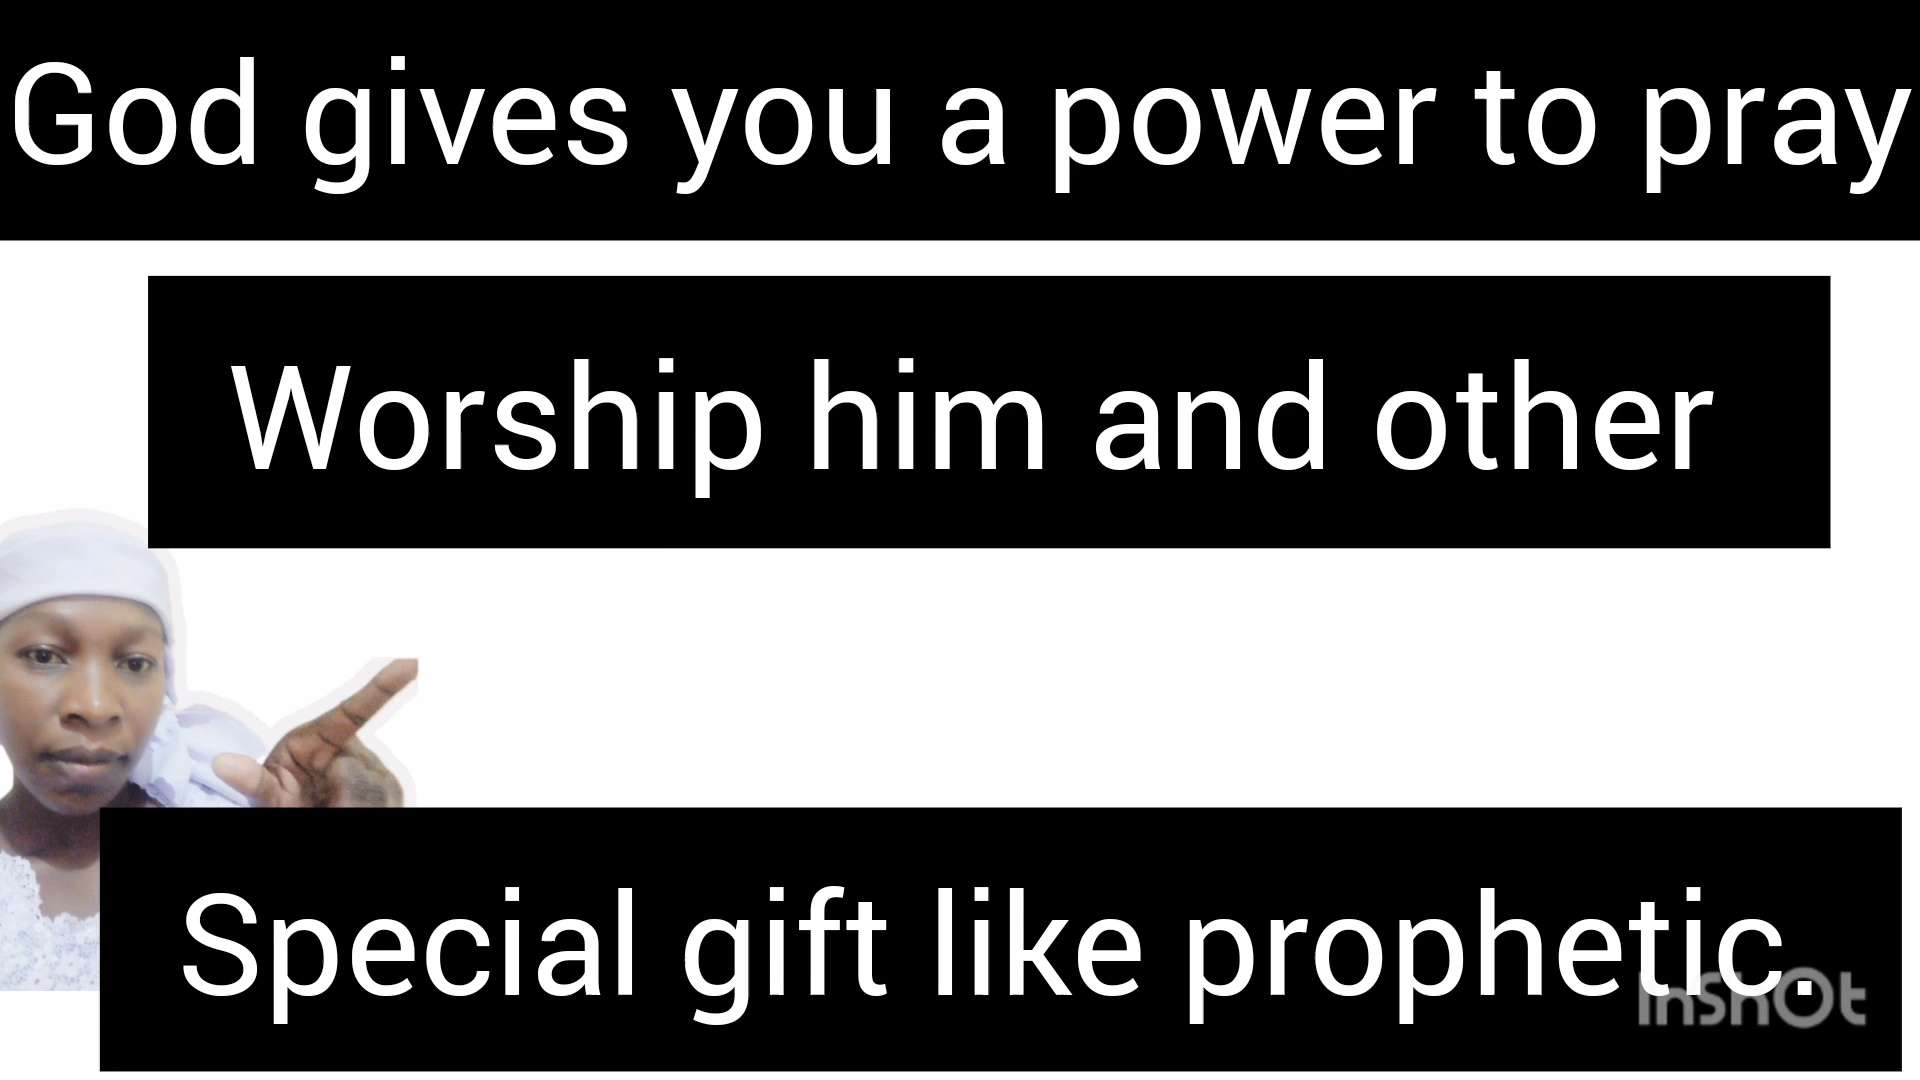 God gives you a power to pray
Worship him and other
Special gift like prophetic.
InShOt